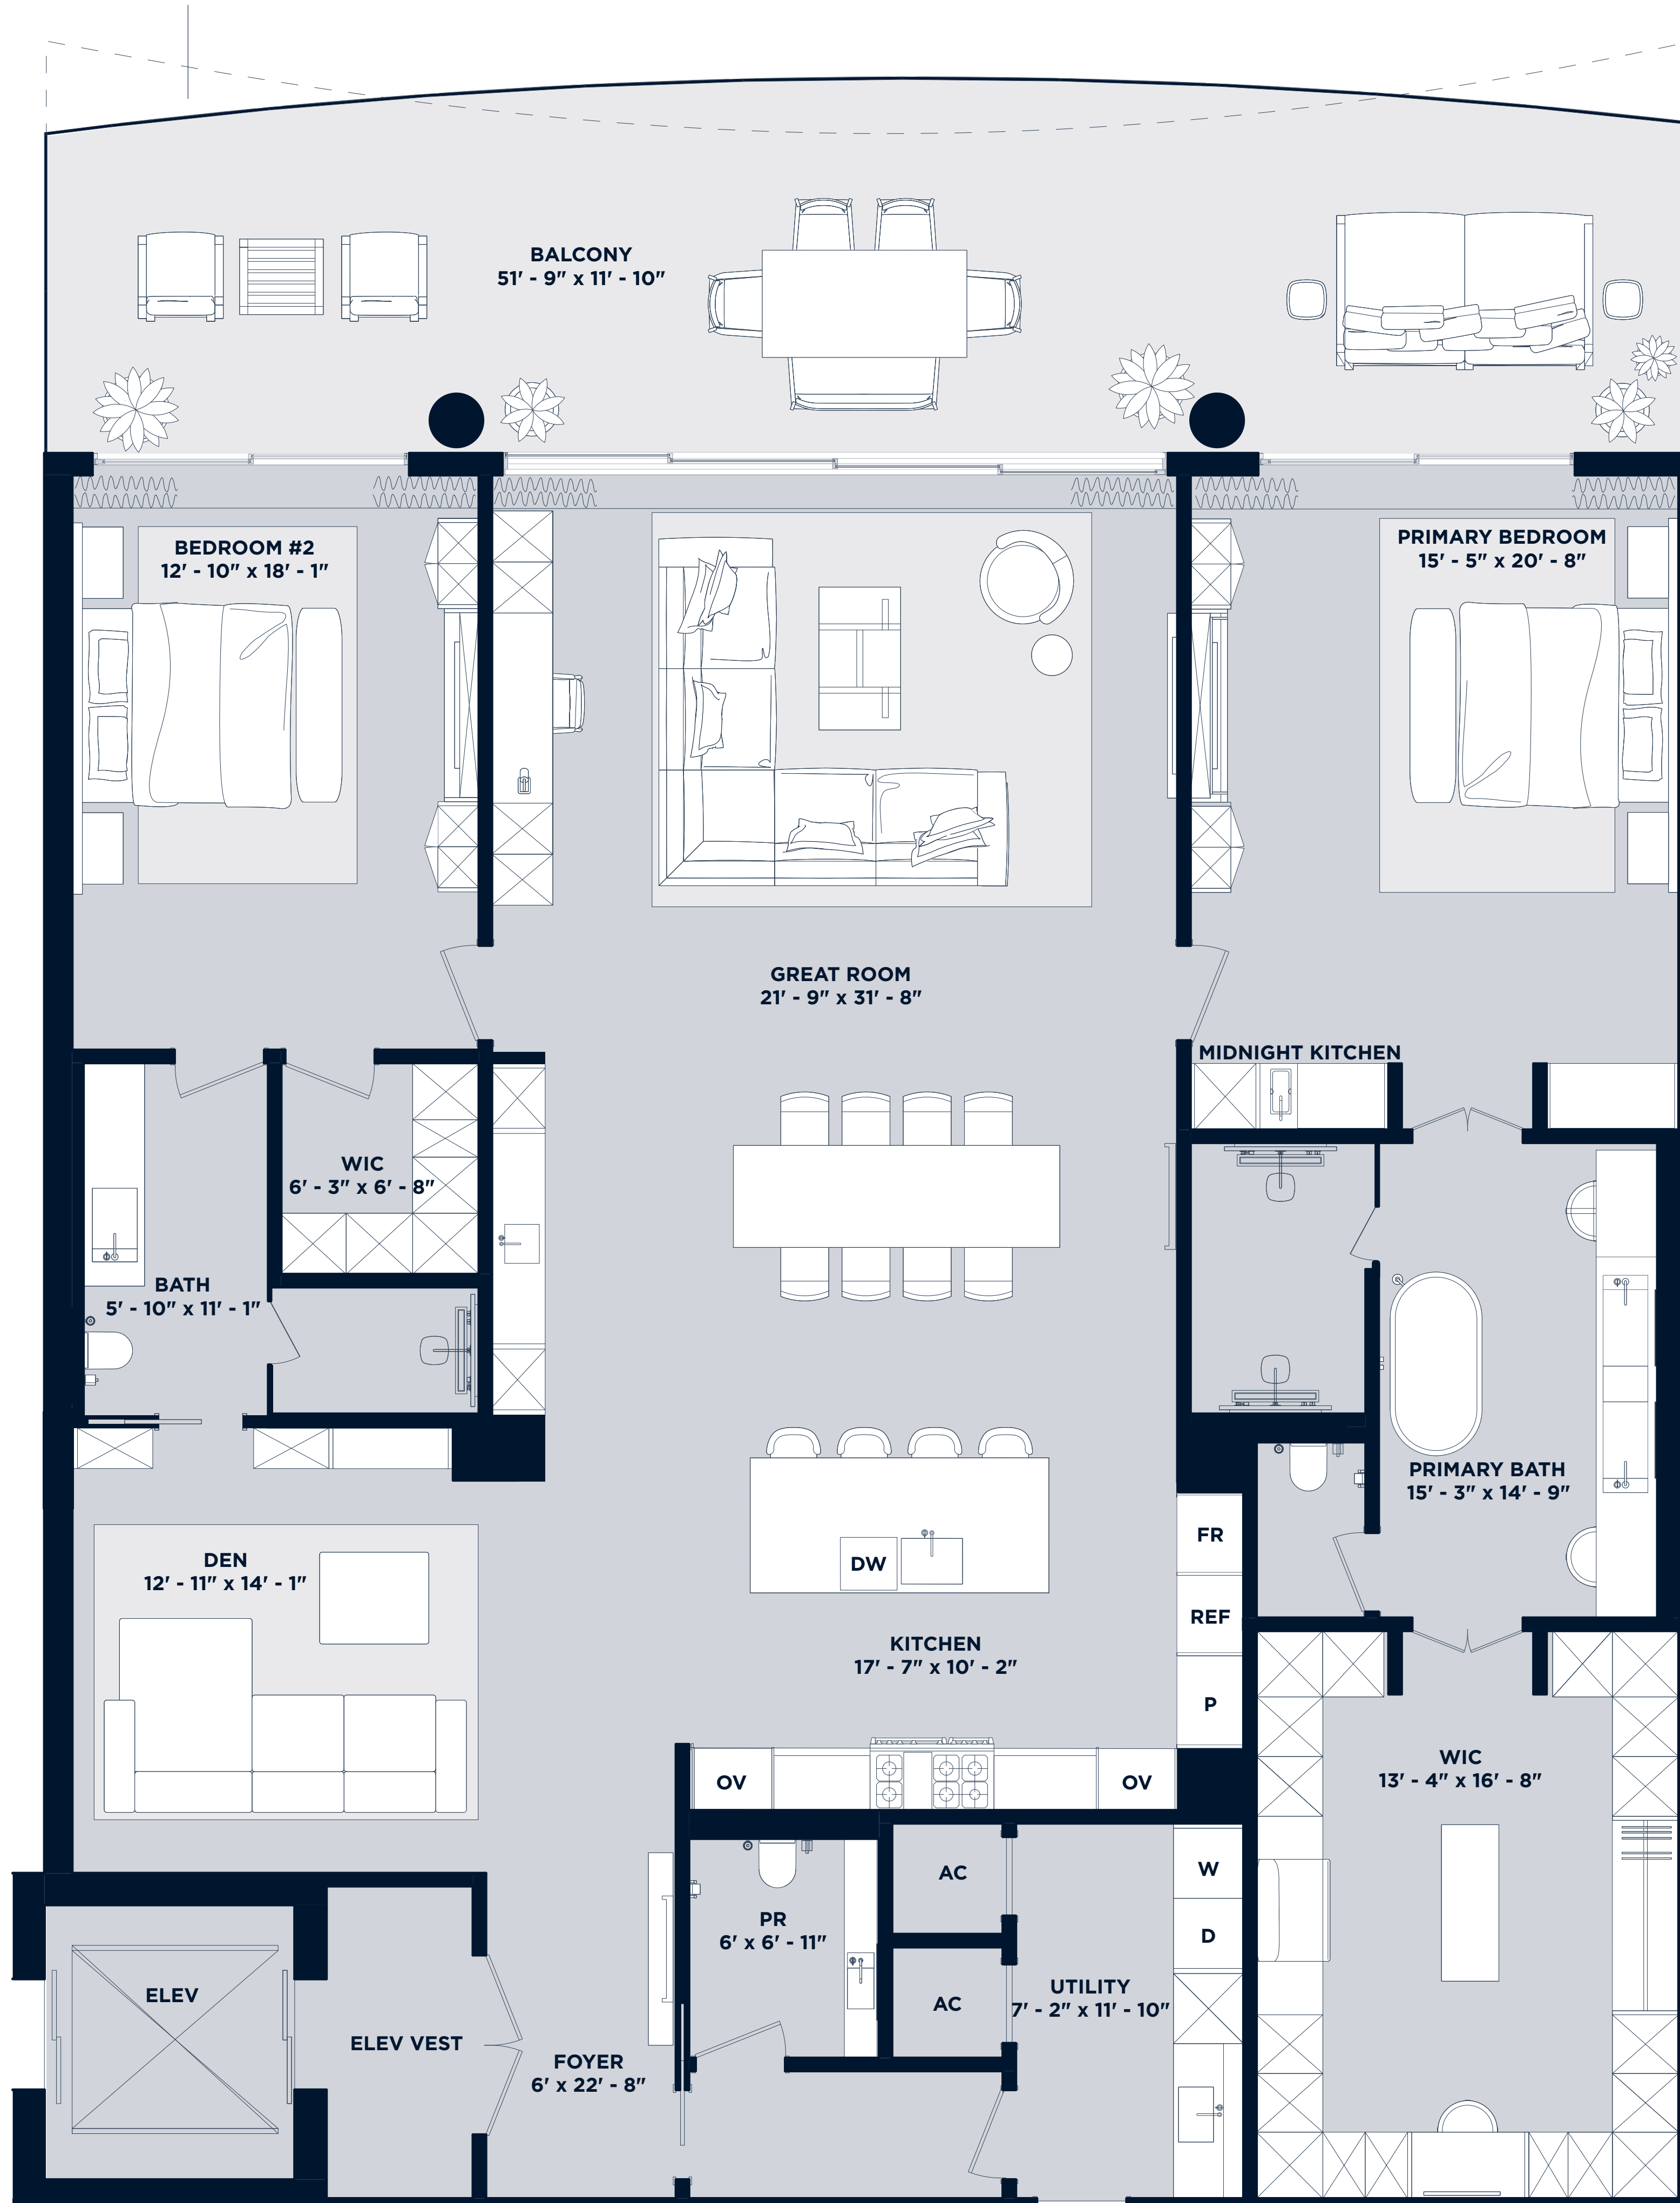 BALCONY
51' - 9" x 11' - 10"
BEDROOM #2
12' - 10" x 18' - 1"
PRIMARY BEDROOM
15' - 5" x 20' - 8"
GREAT ROOM
21' - 9" x 31' - 8"
MIDNIGHT KITCHEN
WIC
6' - 3" x 6' - 8"
BATH
5' - 10" x 11' - 1"
PRIMARY BATH
15' - 3" x 14' - 9"
FR
DW
DEN
12' - 11" x 14' - 1"
REF
KITCHEN
17' - 7" x 10' - 2"
P
WIC
13' - 4" x 16' - 8"
OV
OV
AC
W
PR
6' x 6' - 11"
D
ELEV
AC
UTILITY
7' - 2" x 11' - 10"
ELEV VEST
FOYER
6' x 22' - 8"